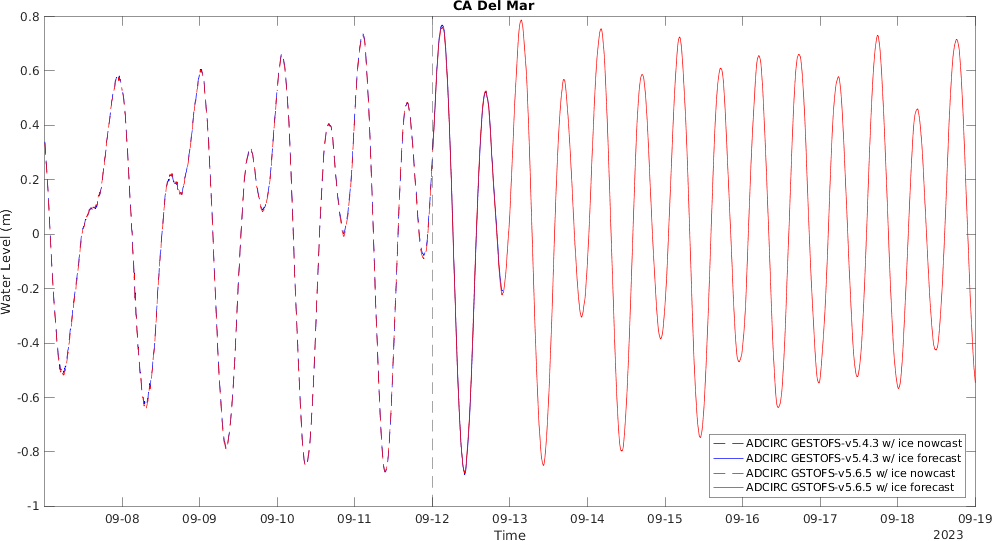 CA Del Mar
0.8
0.6
0.4
0.2
0
-0.2
-0.4
-0.6
-0.8
-1
Water Level (m)
ADCIRC GESTOFS-v5.4.3 w/ ice nowcast
ADCIRC GESTOFS-v5.4.3 w/ ice forecast
ADCIRC GSTOFS-v5.6.5 w/ ice nowcast
ADCIRC GSTOFS-v5.6.5 w/ ice forecast
09-08 09-09 09-10 09-11 09-12 09-13 09-14 09-15 09-16 09-17 09-18 09-19
Time
2023